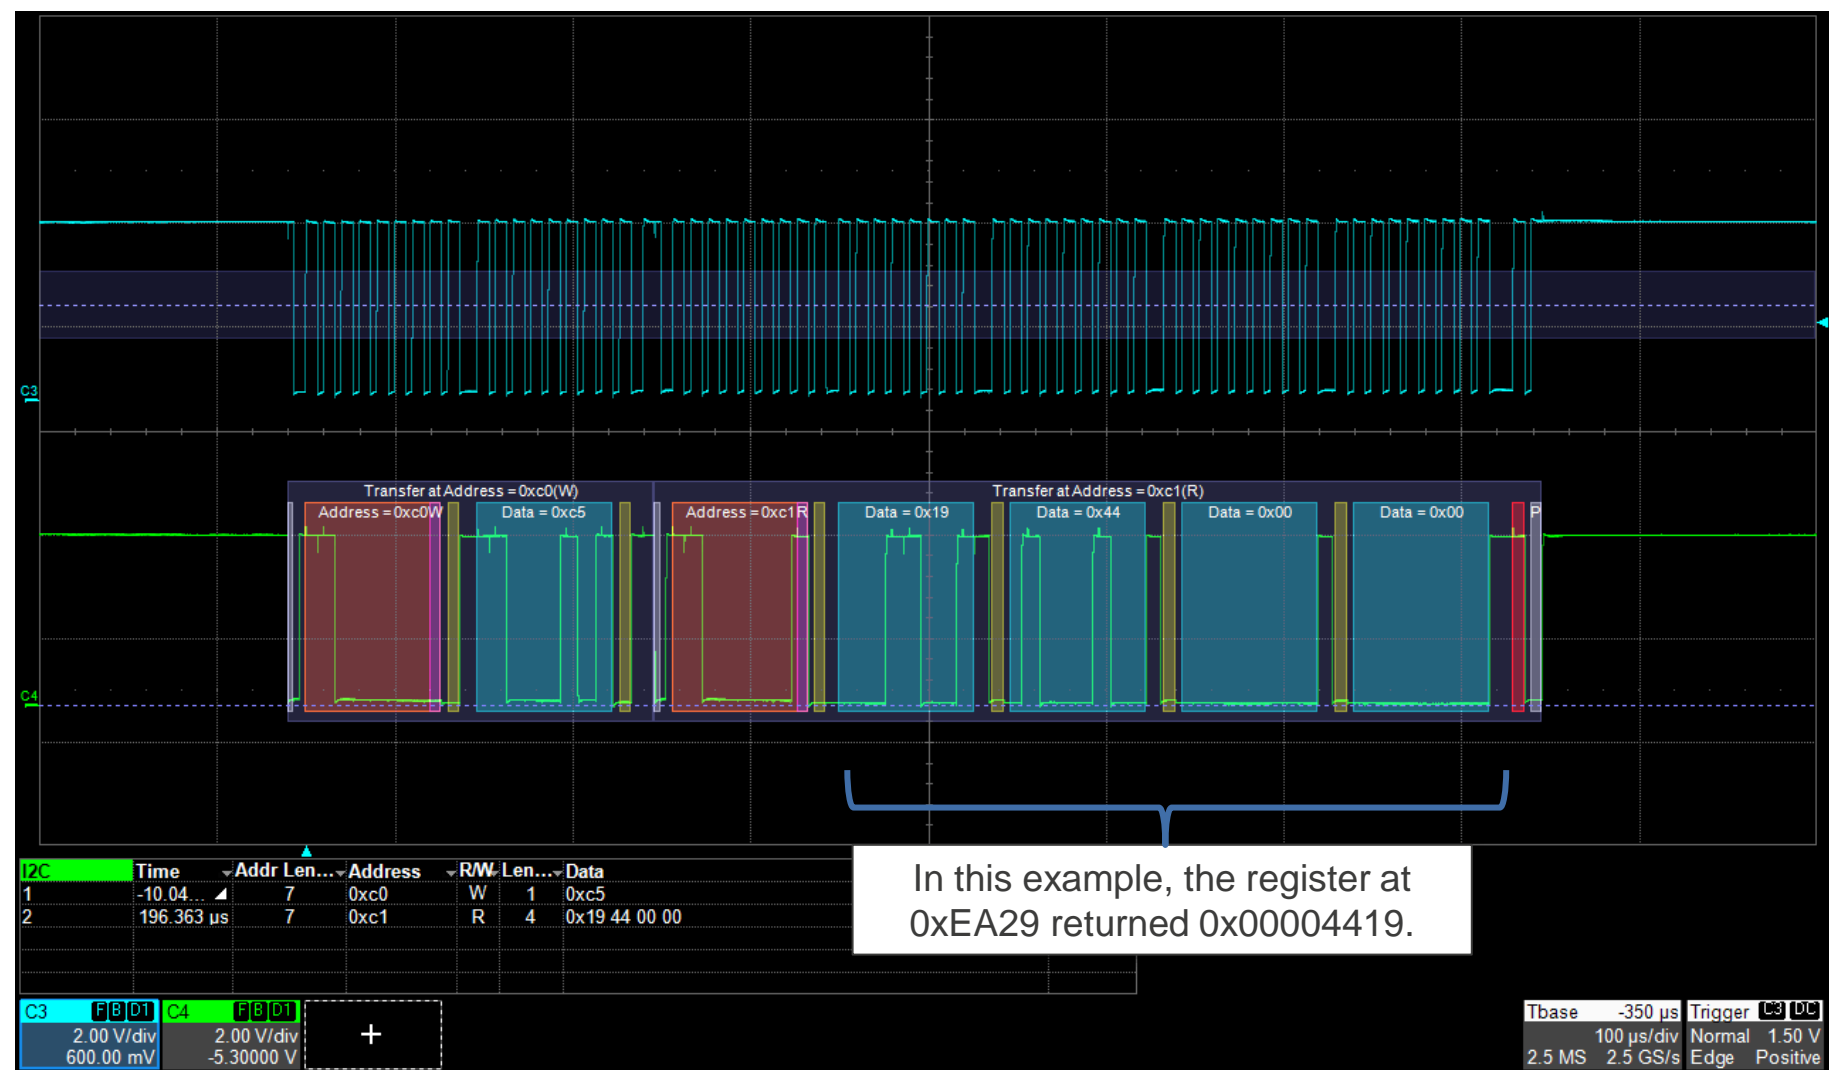 C3
Transfer at Address = 0xc0(W)
Transfer at Address = 0xc1(R)
Address = 0xc0W
Data = 0xc5
Address = 0xc1R
Data = 0x19
Data = 0x44
Data = 0x00
Data = 0x00
P
C4
In this example, the register at
0xEA29 returned 0x00004419.
I2C Time Addr Len... Address R/W Len... Data
1 -10.04... 7 0xc0 W 1 0xc5
2 196.363 µs 7 0xc1 R 4 0x19 44 00 00
C3 F B D1
2.00 V/div
600.00 mV
C4 F B D1
2.00 V/div
-5.30000 V
+
Tbase -350 µs
100 µs/div
2.5 MS 2.5 GS/s
Trigger C3 DC
Normal 1.50 V
Edge Positive